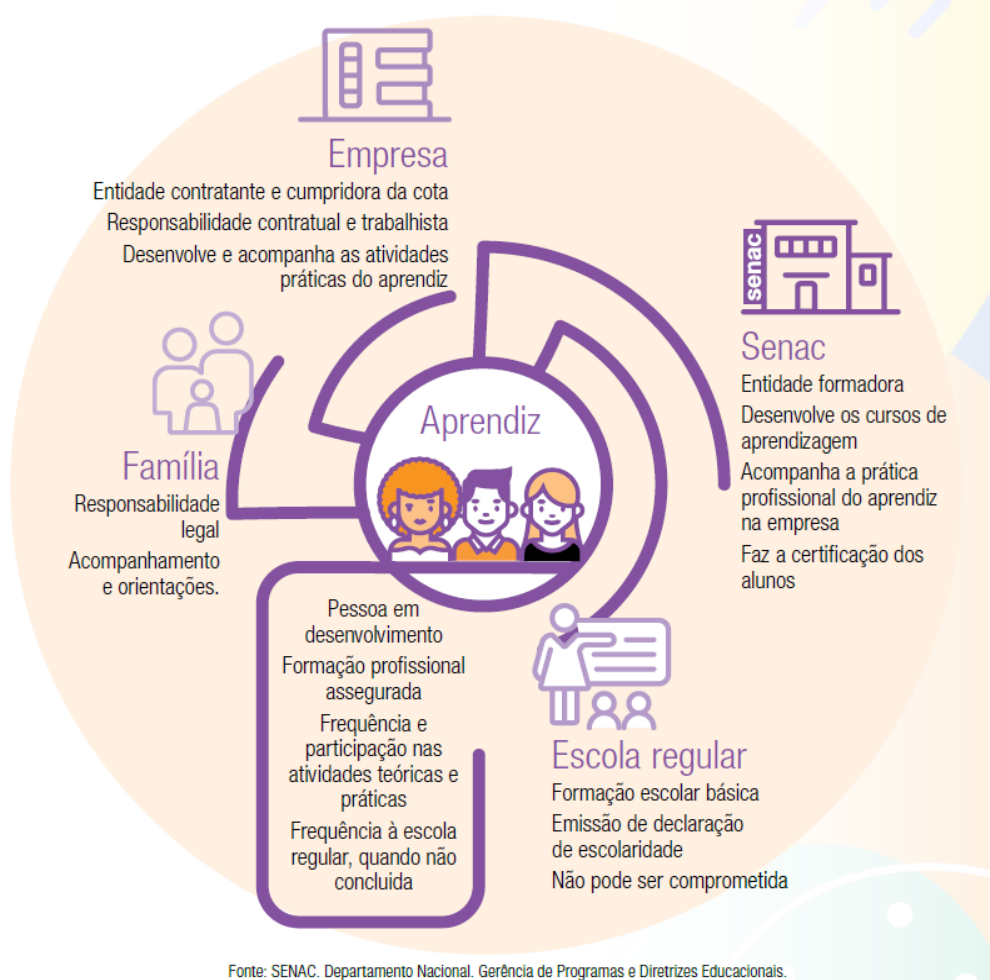 Empresa
Entidade contratante e cumpridora da cota
Responsabilidade contratual e trabalhista
Desenvolve e acompanha as atividades
práticas do aprendiz
senac
Senac
Entidade formadora
Desenvolve os cursos de
aprendizagem
Acompanha a prática
profissional do aprendiz
na empresa
Faz a certificação dos
alunos
Família
Responsabilidade
legal
Acompanhamento
e orientações.
Aprendiz
Pessoa em
desenvolvimento
Formação profissional
assegurada
Frequência e
participação nas
atividades teóricas e
práticas
Frequência à escola
regular, quando não
concluida
Escola regular
Formação escolar básica
Emissão de declaração
de escolaridade
Não pode ser comprometida
Fonte: SENAC. Departamento Nacional. Gerência de Programas e Diretrizes Educacionais.